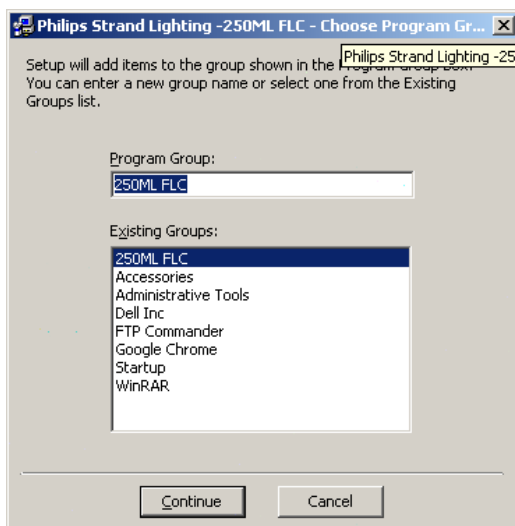 Philips Strand Lighting -250ML FLC - Choose Program Gr...
Philips Strand Lighting -25
Setup will add items to the group shown in the Program Group box.
You can enter a new group name or select one from the Existing
Groups list.
Program Group:
250ML FLC
Existing Groups:
250ML FLC
Accessories
Administrative Tools
Dell Inc
FTP Commander
Google Chrome
Startup
WinRAR
Continue
Cancel